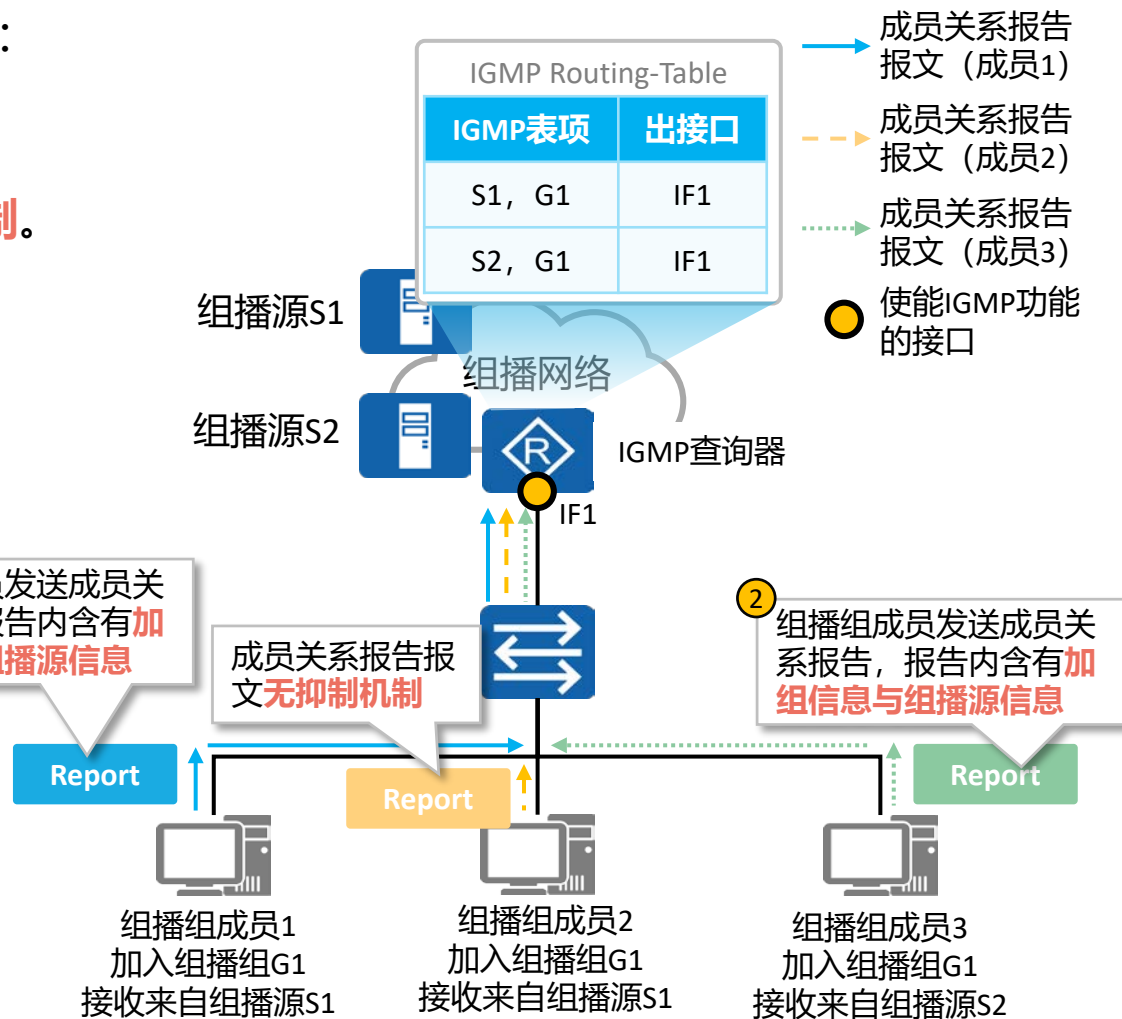 :
制。
IGMP Routing-Table
IGMP表项 出接口
S1，G1 IF1
S2，G1 IF1
成员关系报告
报文（成员1）
成员关系报告
报文（成员2）
成员关系报告
报文（成员3）
使能IGMP功能
的接口
组播源S1
组播网络
组播源S2
R
IGMP查询器
IF1
员发送成员关
报告内含有加
组播源信息
成员关系报告报
文无抑制机制
2
组播组成员发送成员关
系报告，报告内含有加
组信息与组播源信息
Report
Report
Report
组播组成员1
加入组播组G1
接收来自组播源S1
组播组成员2
加入组播组G1
接收来自组播源S1
组播组成员3
加入组播组G1
接收来自组播源S2